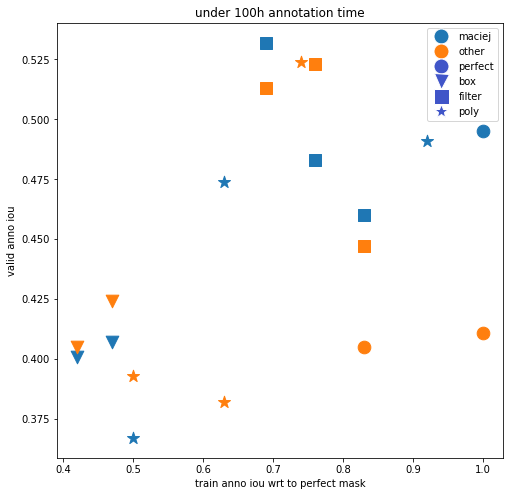 under 100h annotation time
maciej
other
perfect
box
filter
poly
valid anno iou
0.525
0.500
0.475
0.450
0.425
0.400
0.375
0.4 0.5 0.6 0.7 0.8 0.9 1.0
train anno iou wrt to perfect mask